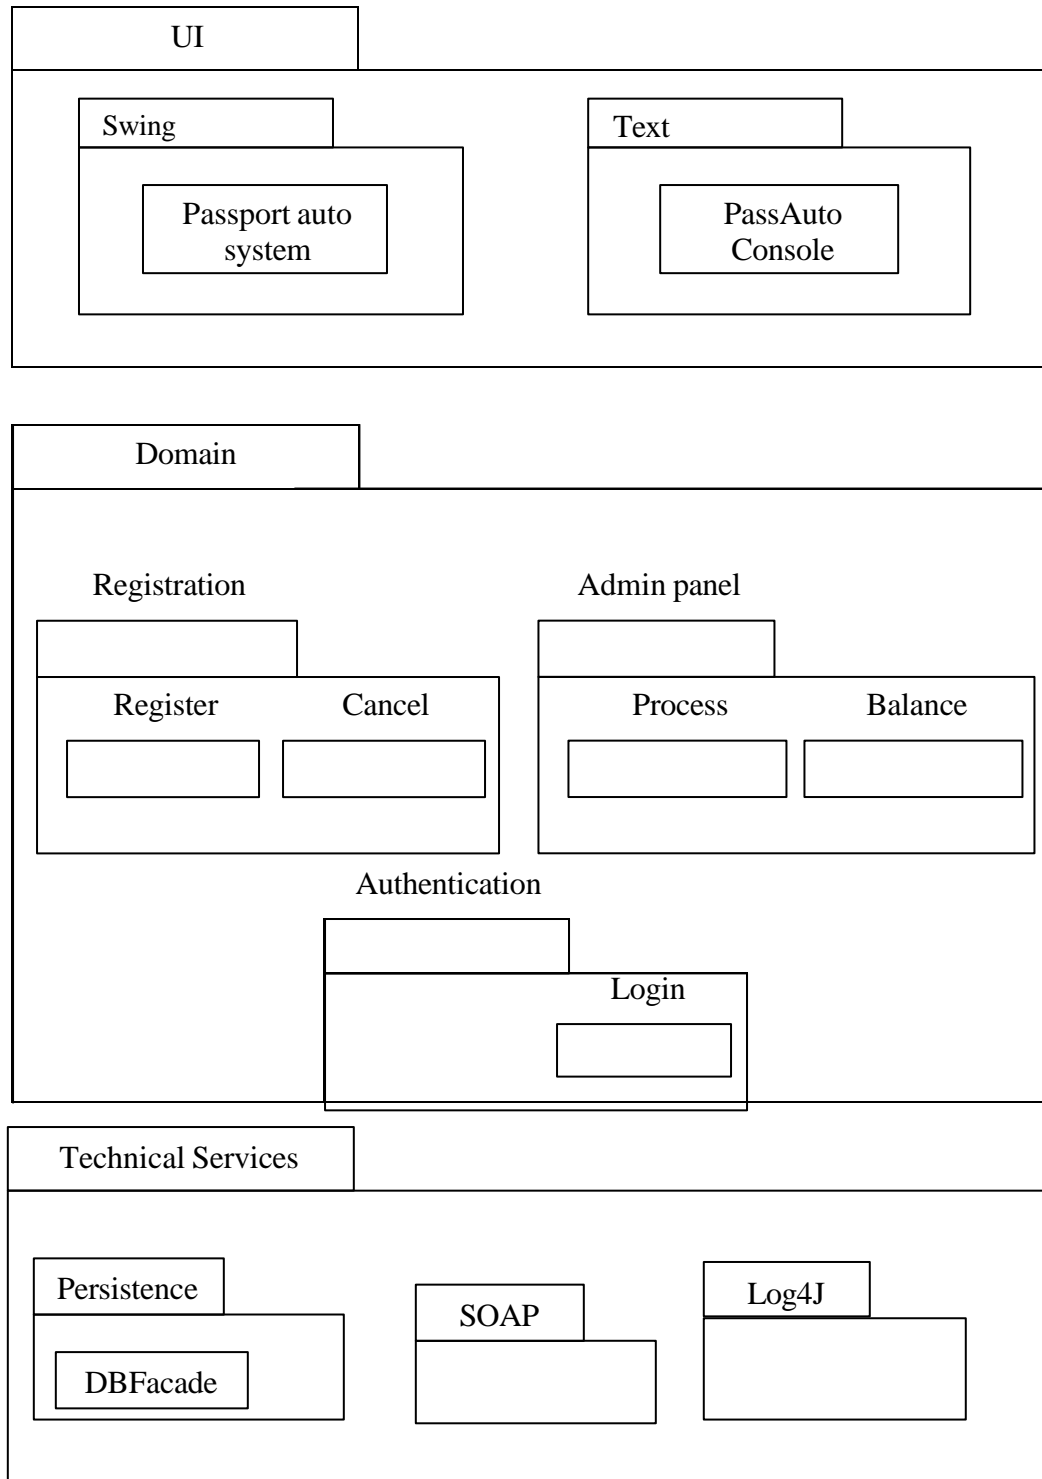 UI
Swing
Text
Passport auto
system
PassAuto
Console
Domain
Registration
Admin panel
Register
Cancel
Process
Balance
Authentication
Login
Technical Services
Persistence
SOAP
Log4J
DBFacade